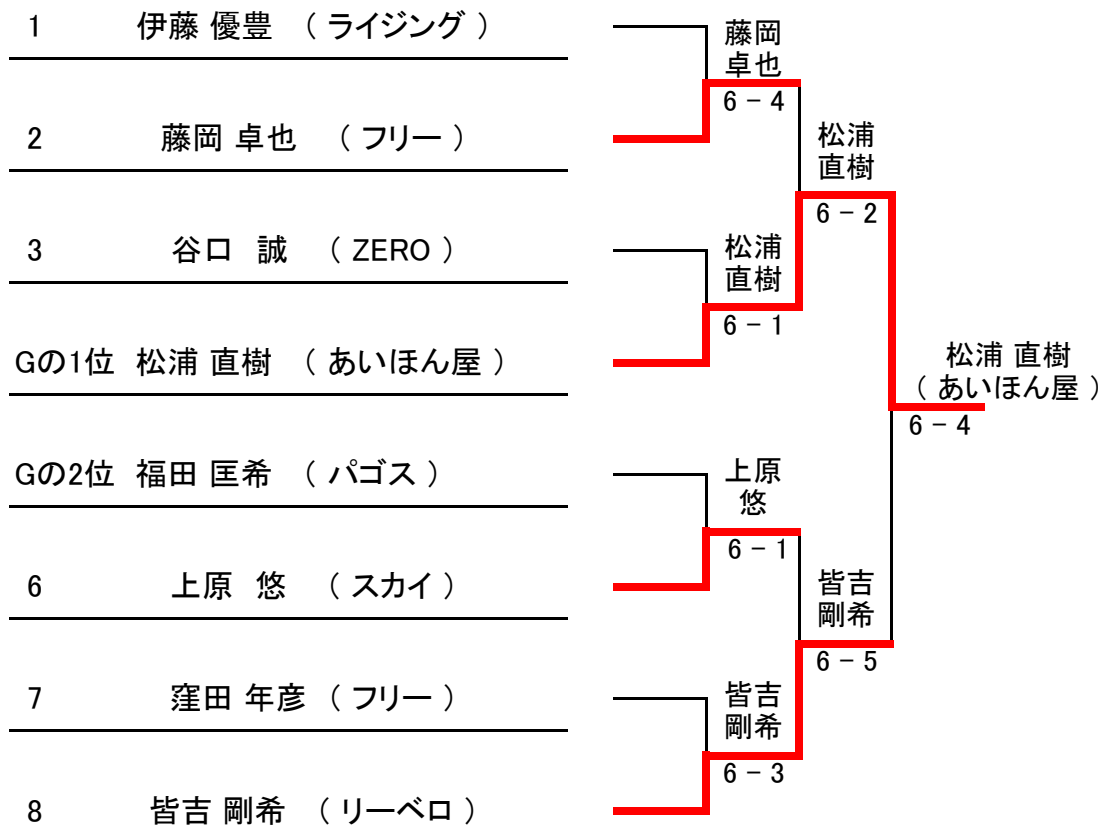 1 伊藤 優豊 （ ライジング ）
2 藤岡 卓也 （ フリー ）
3 谷口 誠 （ ZERO ）
Gの1位 松浦 直樹 （ あいほん屋 ）
Gの2位 福田 匡希 （ パゴス ）
6 上原 悠 （ スカイ ）
7 窪田 年彦 （ フリー ）
8 皆吉 剛希 （ リーベロ ）
藤岡
卓也
6 − 4
松浦
直樹
6 − 1
上原
悠
6 − 1
皆吉
剛希
6 − 3
松浦
直樹
6 − 2
皆吉
剛希
6 − 5
松浦 直樹
（ あいほん屋 ）
6 − 4